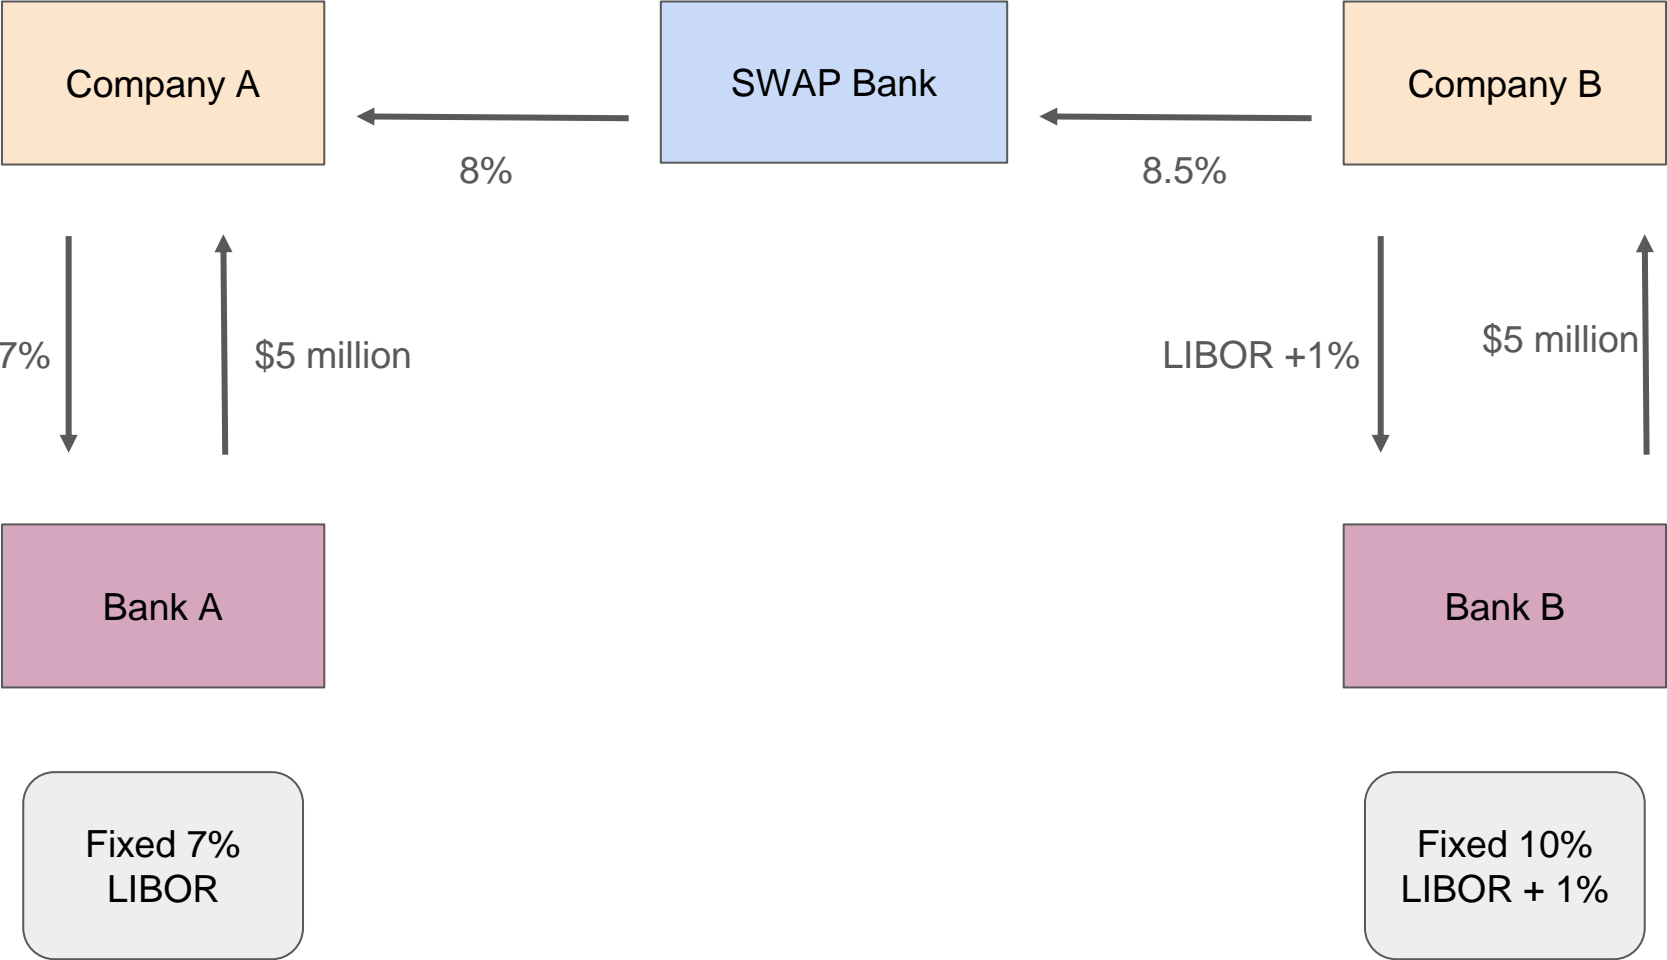 Company A
SWAP Bank
Company B
8%
8.5%
7%
$5 million
LIBOR +1%
$5 million
Bank A
Bank B
Fixed 7%
LIBOR
Fixed 10%
LIBOR + 1%